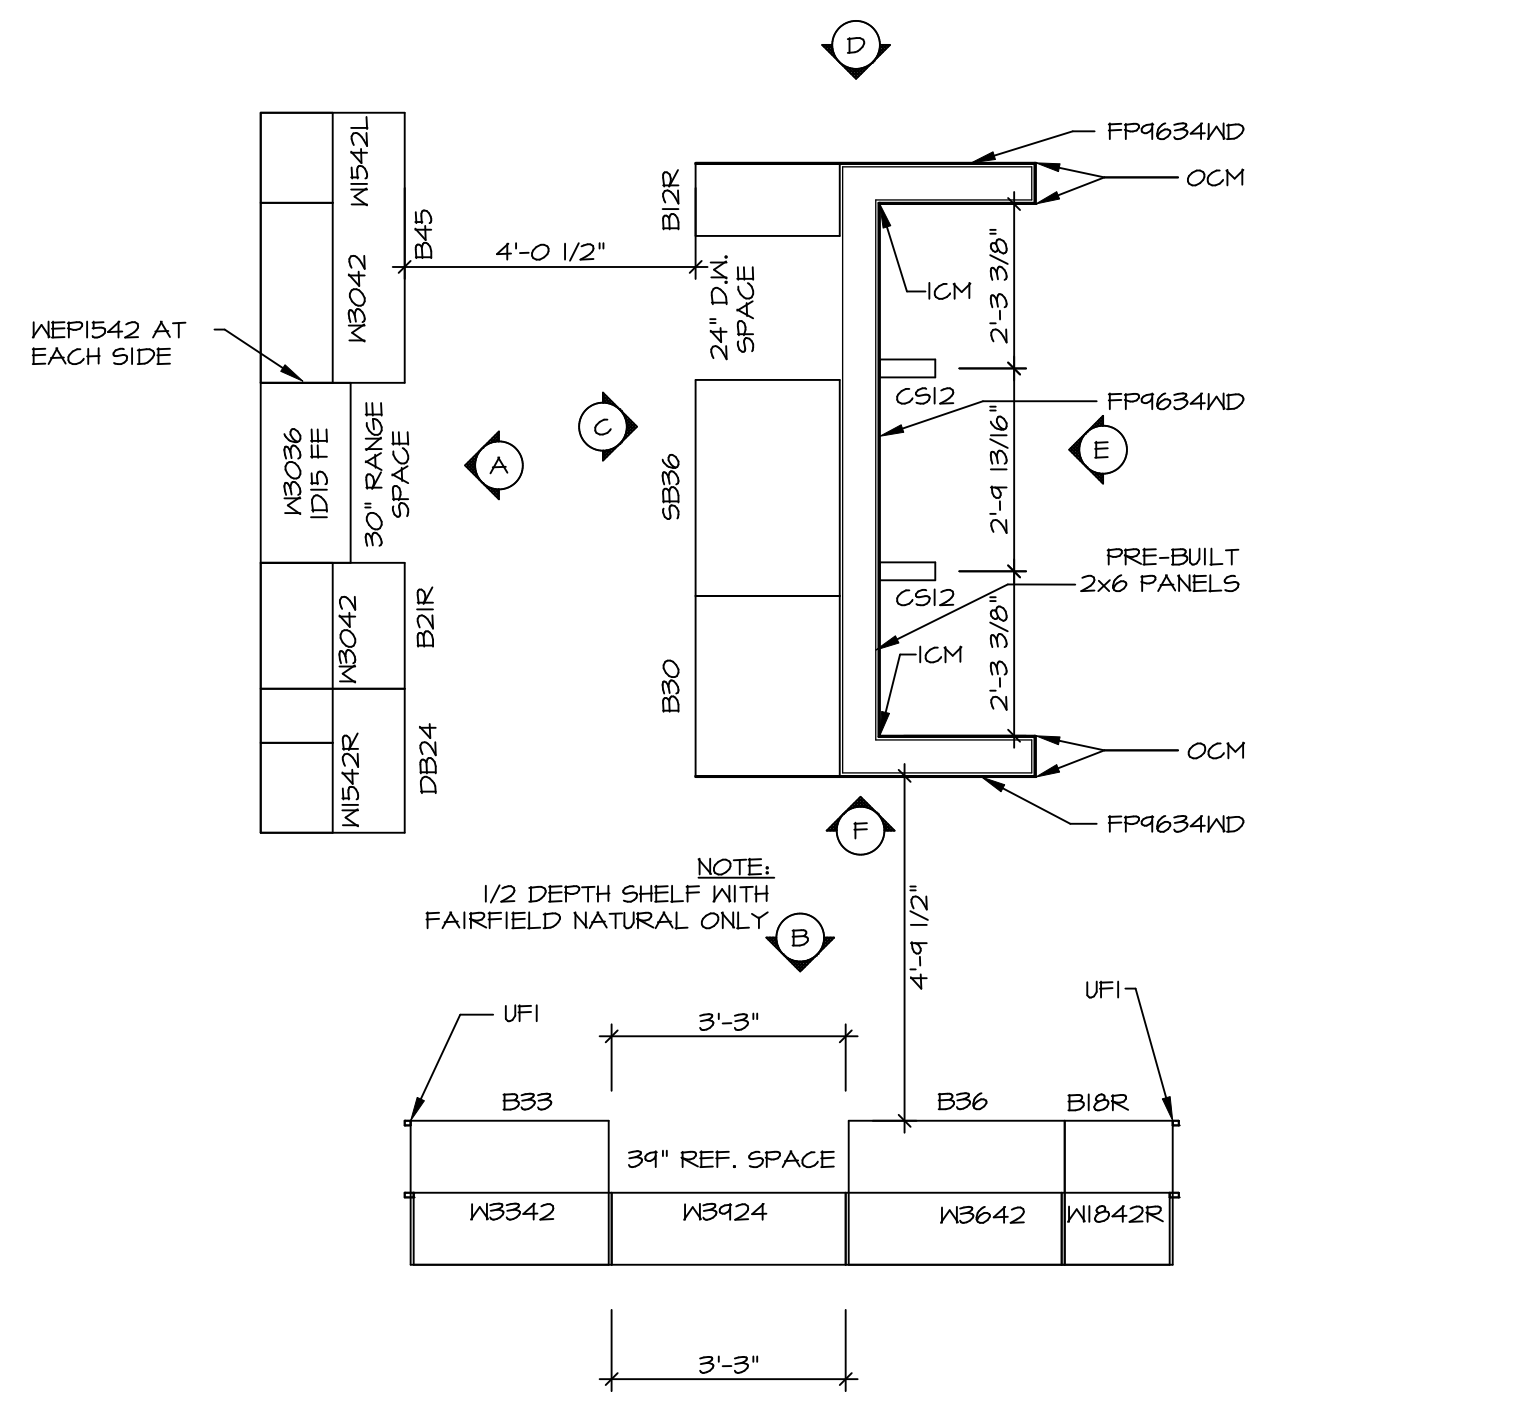 D
FP9634WD
OCM
W1542L
B12R
B45
4'-0 1/2"
W3042
24" D.W.
SPACE
ICM
2'-3 3/8"
WEP1542 AT
EACH SIDE
CS12
FP9634WD
W3036
ID15 FE
30" RANGE
SPACE
A
C
SB36
2'-9 13/16"
E
PRE-BUILT
2x6 PANELS
CS12
W3042
B21R
B30
ICM
2'-3 3/8"
W1542R
DB24
OCM
F
FP9634WD
NOTE:
1/2 DEPTH SHELF WITH
FAIRFIELD NATURAL ONLY
B
4'-9 1/2"
UF1
UF1
3'-3"
B33
B36
B18R
39" REF. SPACE
W3342
W3924
W3642
W1842R
3'-3"